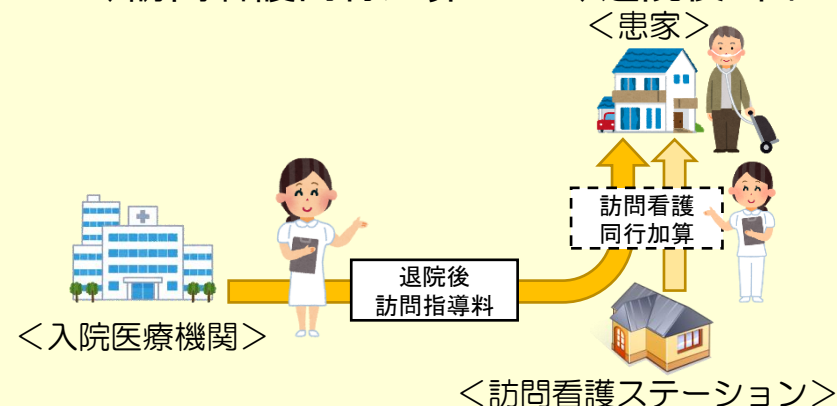 ＜患家＞
訪問看護
同行加算
退院後
訪問指導料
＜入院医療機関＞
＜訪問看護ステーション＞